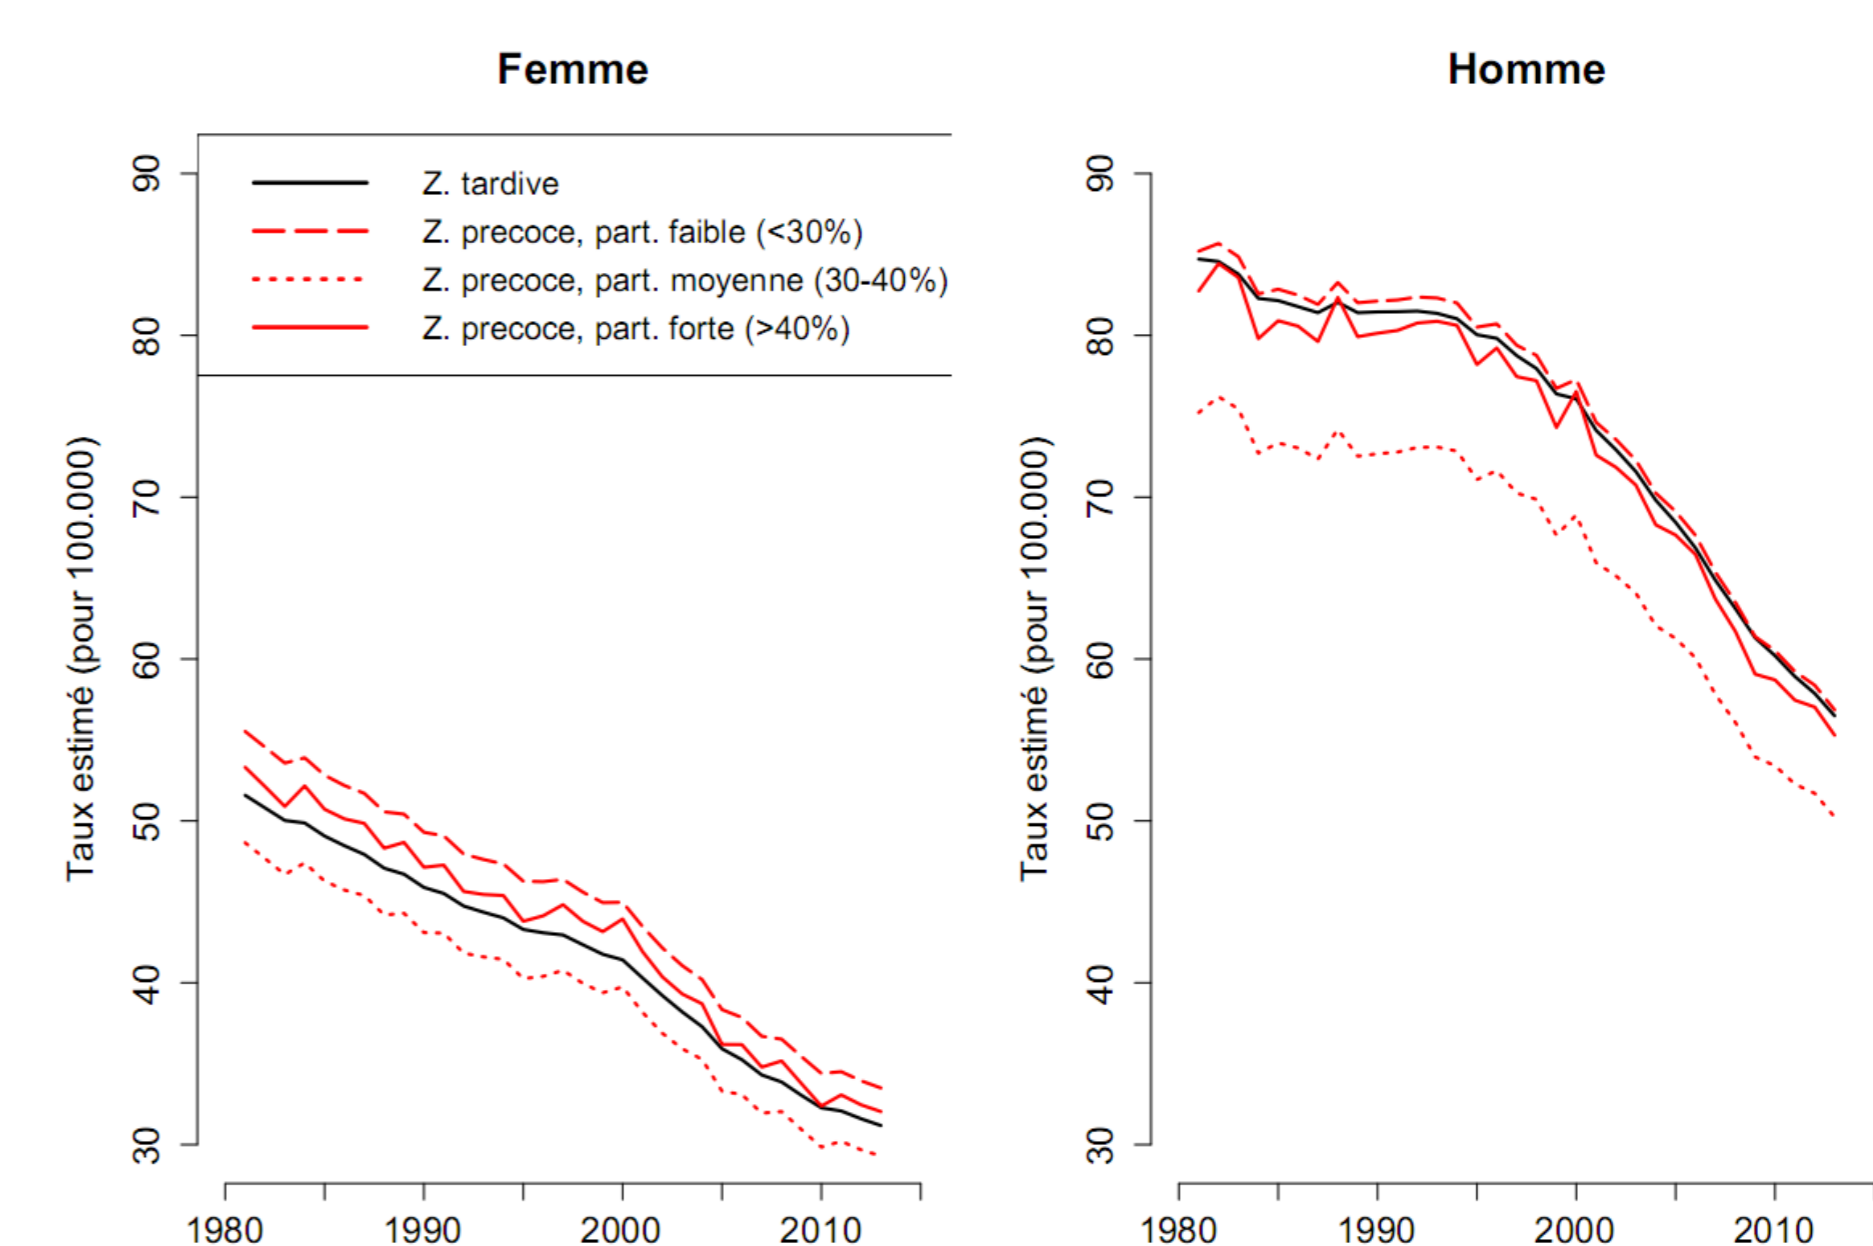 Femme
Z. tardive
Z. precoce, part. faible (<30%)
Z. precoce, part. moyenne (30-40%)
Z. precoce, part. forte (>40%)
Taux estimé (pour 100.000)
90
80
70
60
50
40
30
1980
1990
2000
2010
Homme
Taux estimé (pour 100.000)
90
80
70
60
50
40
30
1980
1990
2000
2010